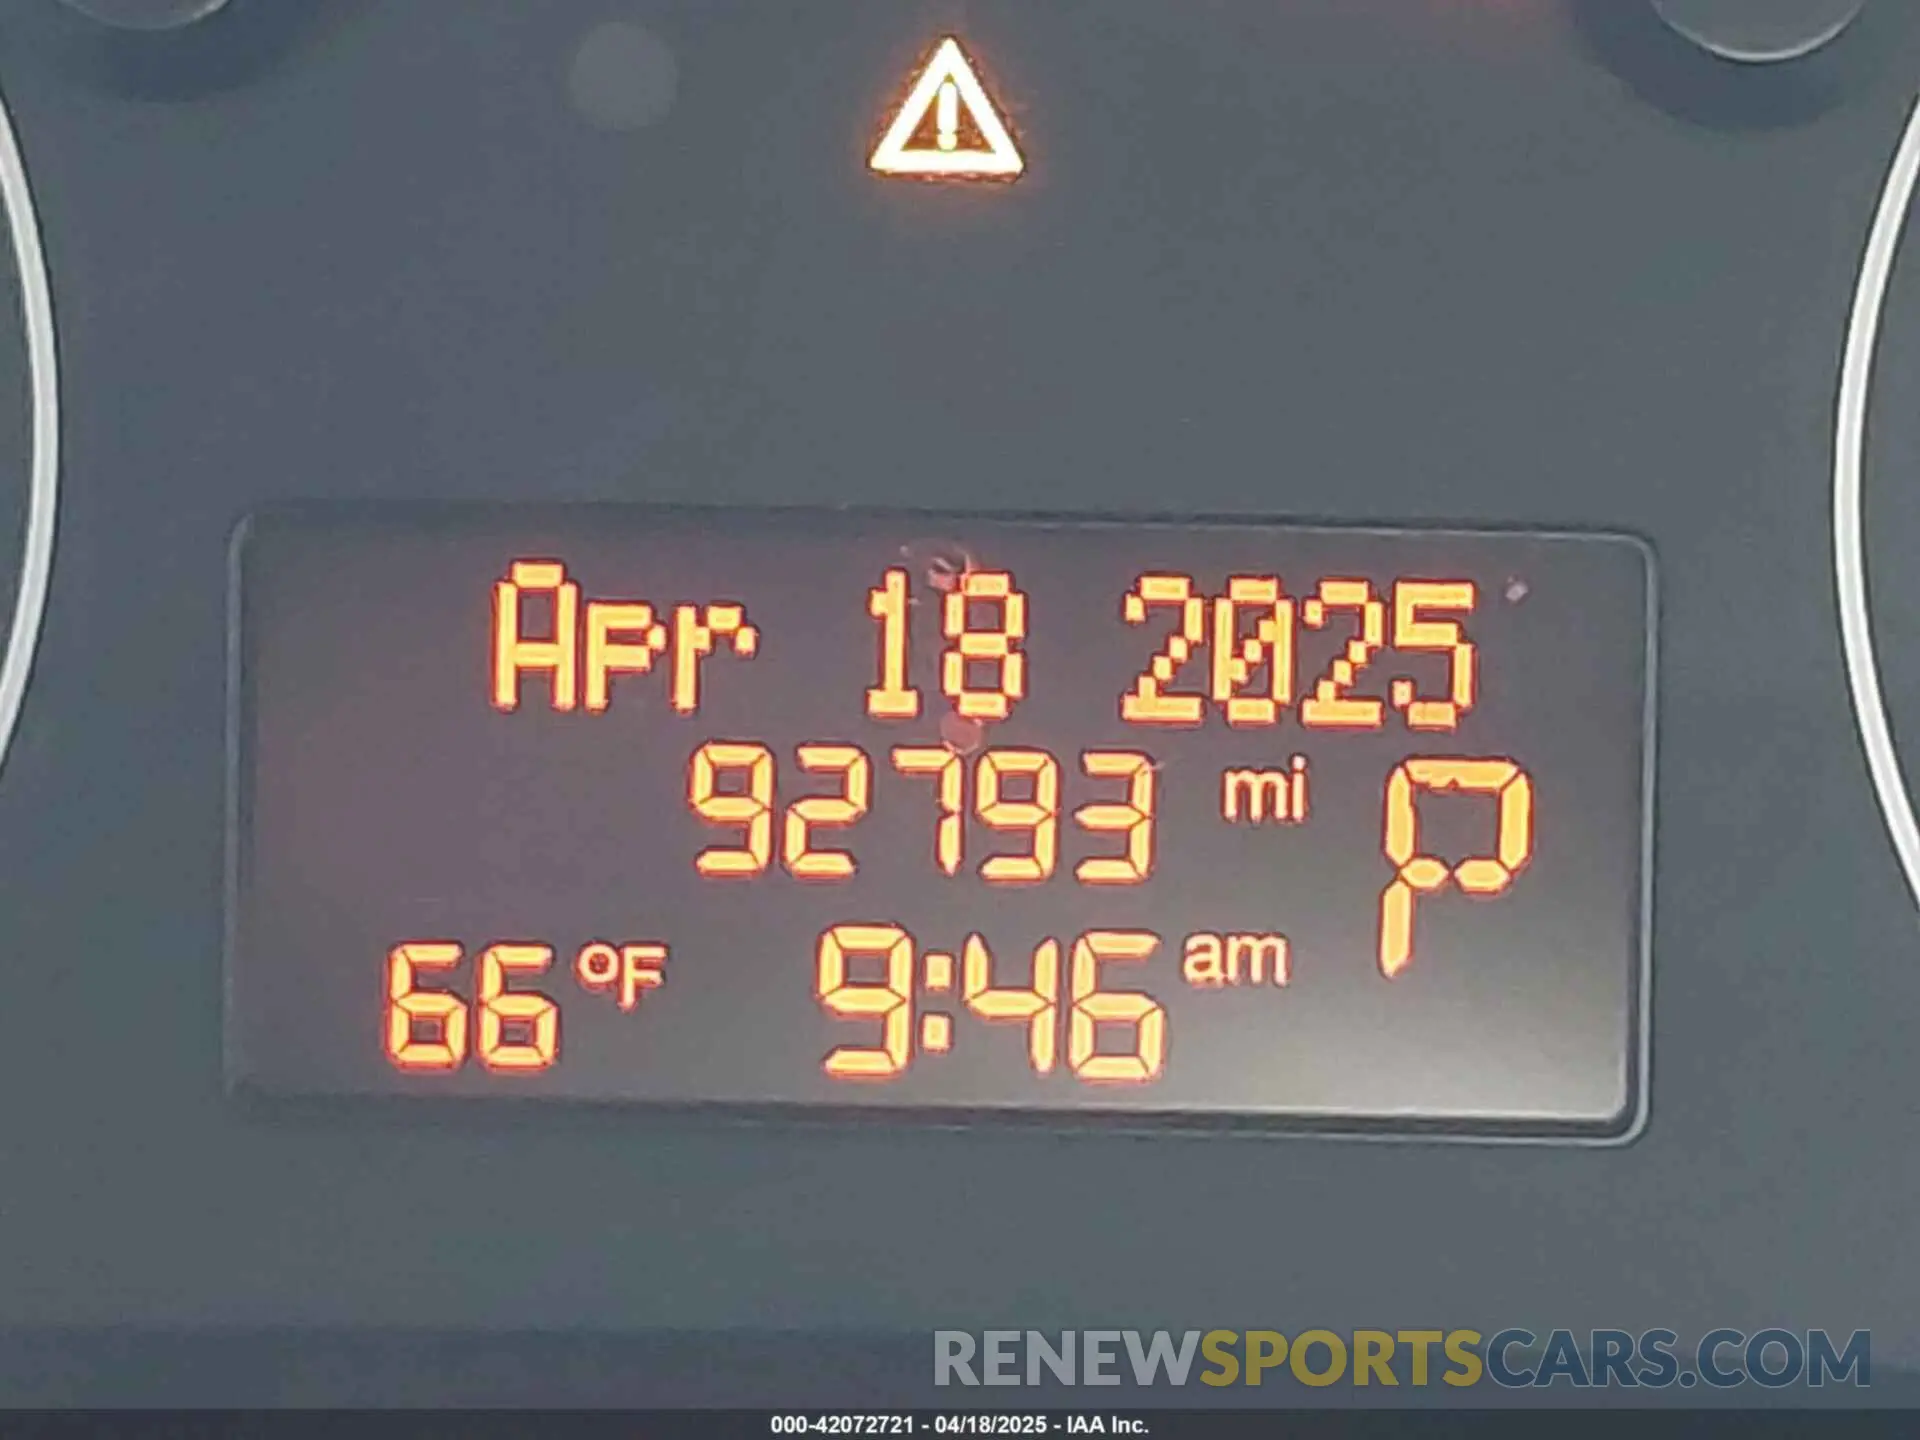 Apr 18 2025
92793 mi P
66 °F 9:46 am
RENEWSPORTSCARS.COM
000-42072721 - 04/18/2025 - IAA Inc.